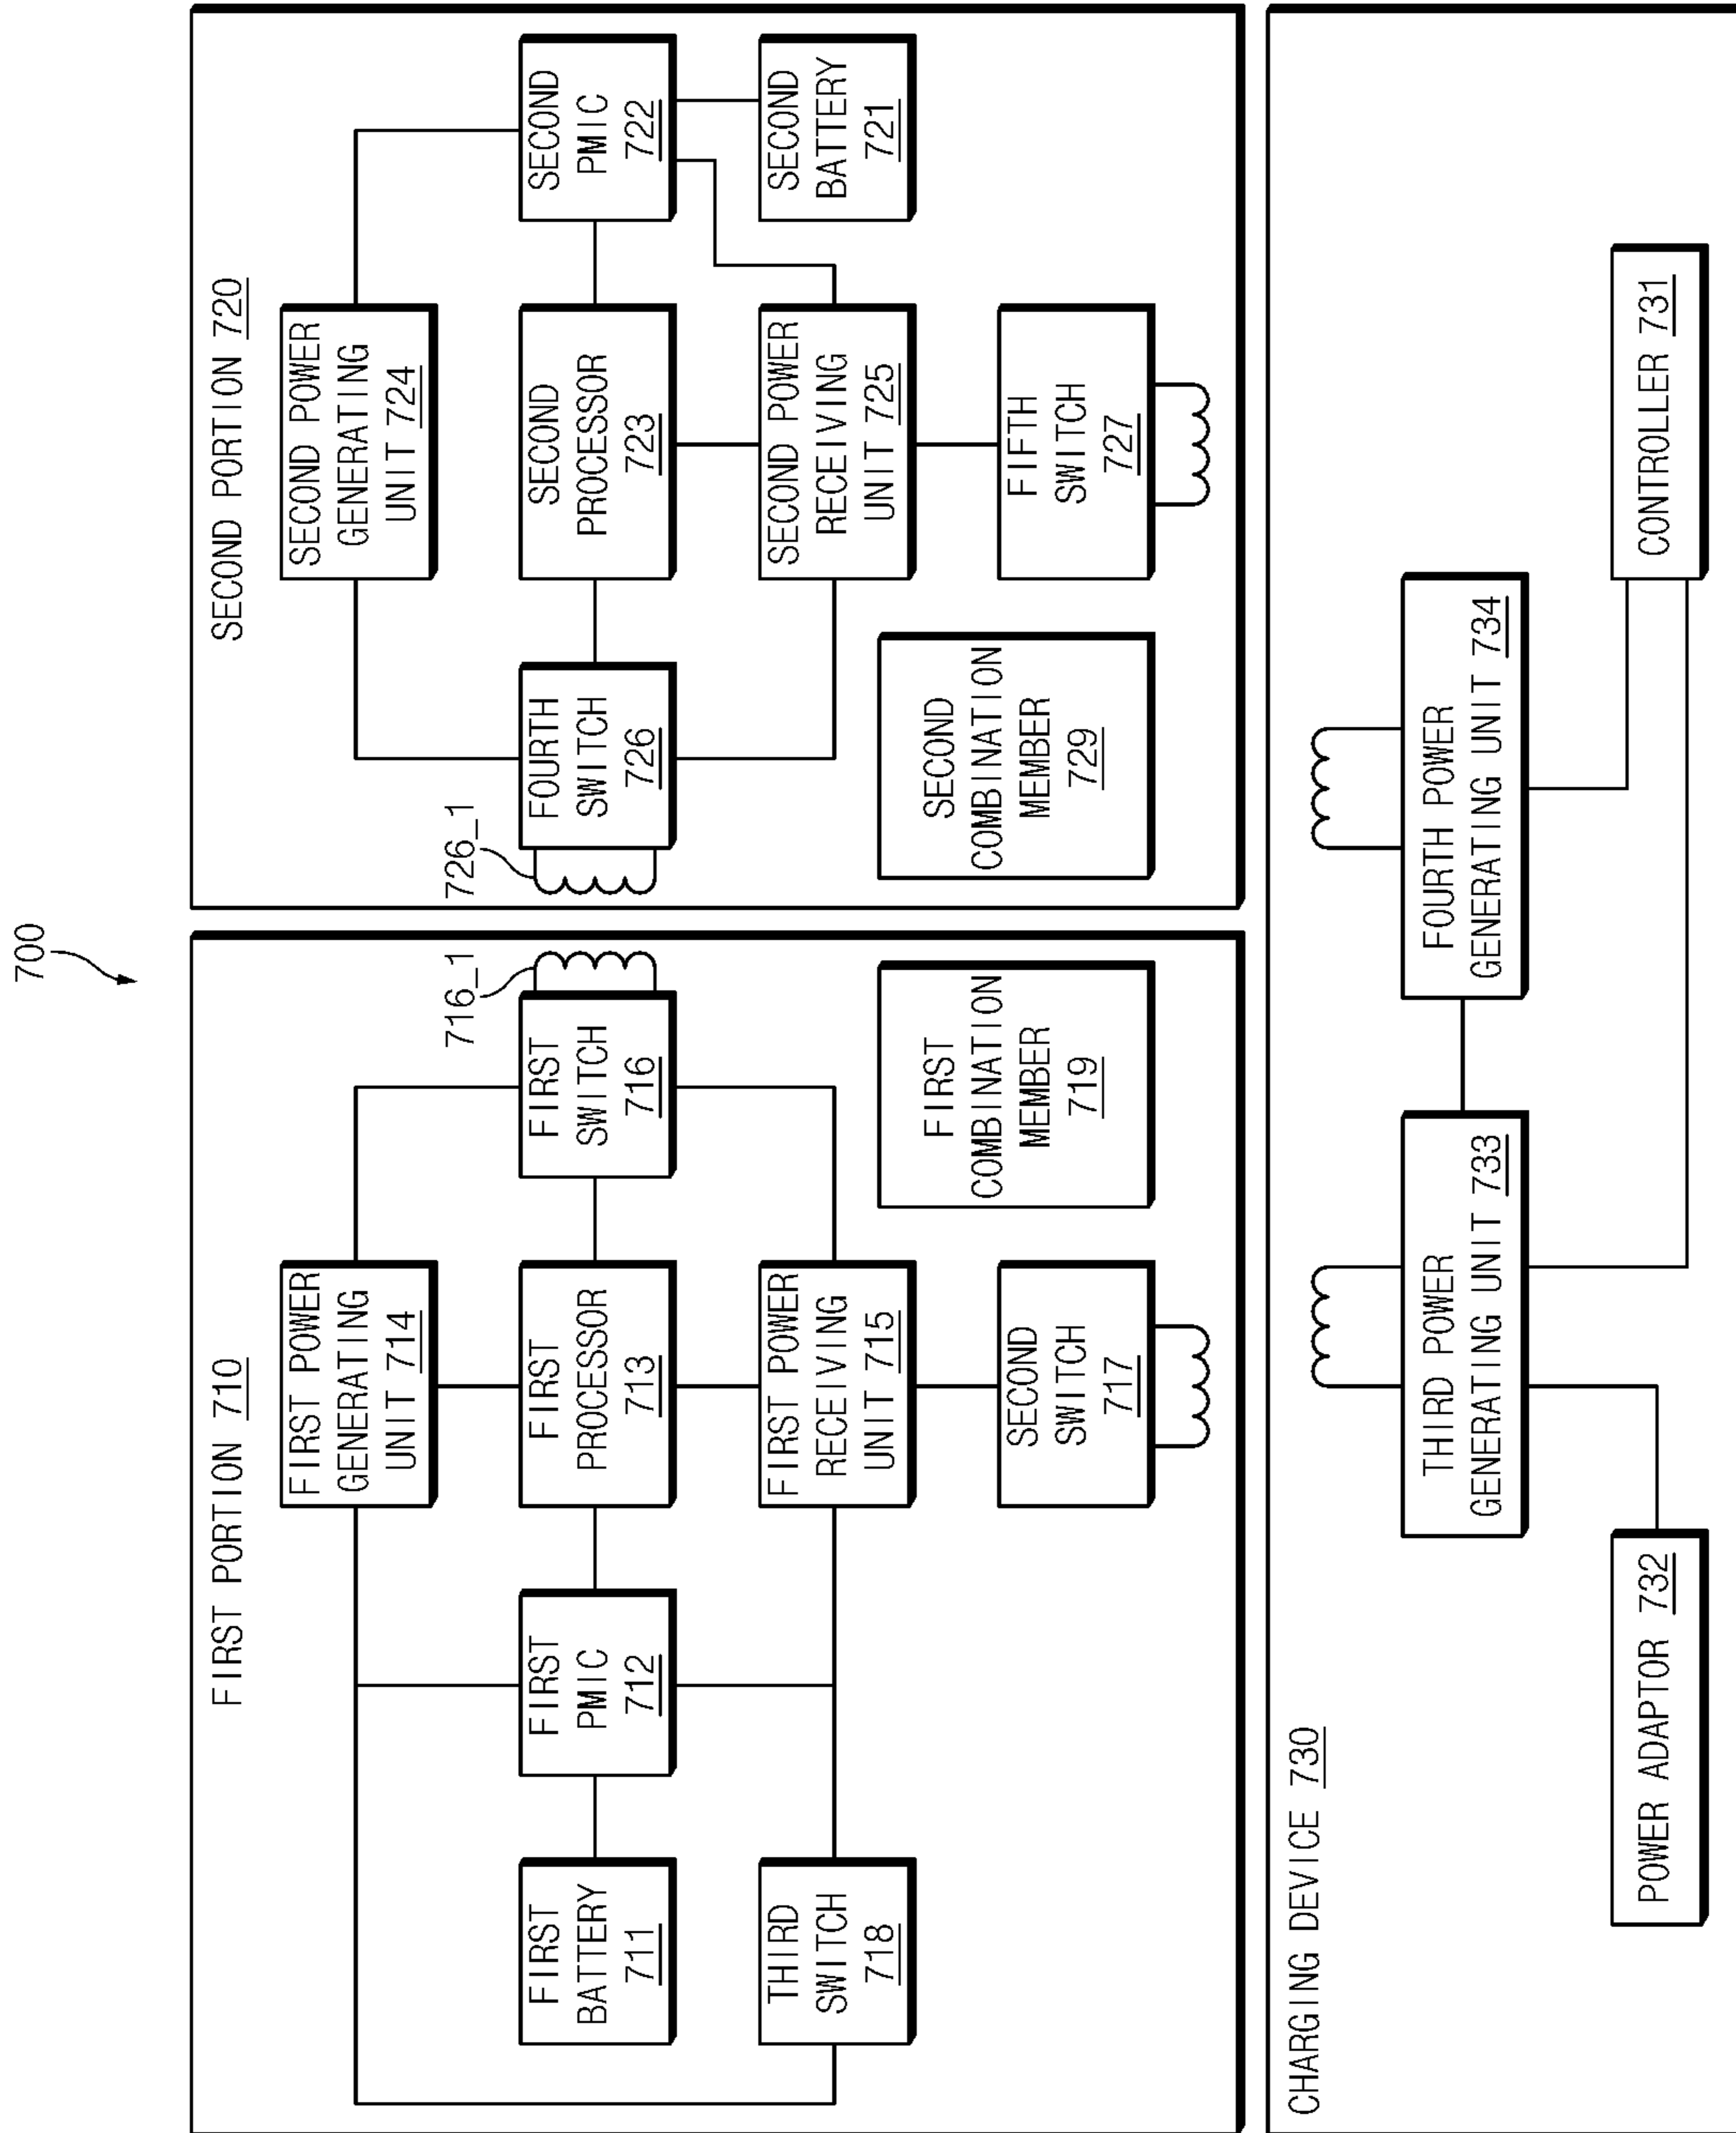 700
FIRST PORTION 710
FIRST POWER
GENERATING
UNIT 714
FIRST
BATTERY
711
FIRST
PMIC
712
FIRST
PROCESSOR
713
FIRST
SWITCH
716
716_1
THIRD
SWITCH
718
FIRST POWER
RECEIVING
UNIT 715
SECOND
SWITCH
717
FIRST
COMBINATION
MEMBER
719
SECOND PORTION 720
SECOND POWER
GENERATING
UNIT 724
726_1
FOURTH
SWITCH
726
SECOND
PROCESSOR
723
SECOND
PMIC
722
SECOND POWER
RECEIVING
UNIT 725
SECOND
BATTERY
721
SECOND
COMBINATION
MEMBER
729
FIFTH
SWITCH
727
CHARGING DEVICE 730
THIRD POWER
GENERATING UNIT 733
FOURTH POWER
GENERATING UNIT 734
POWER ADAPTOR 732
CONTROLLER 731